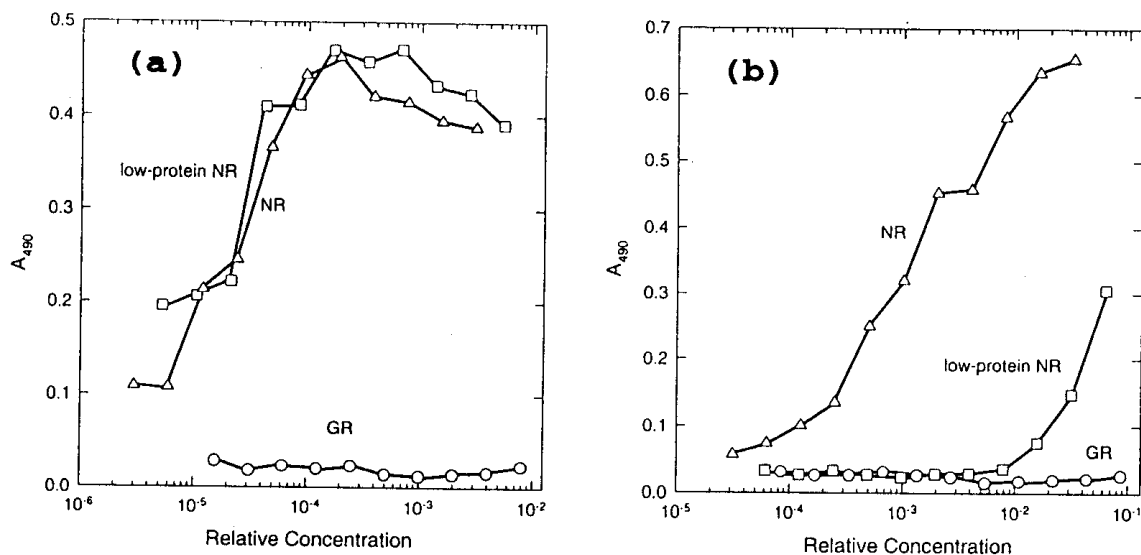 (a)
0.5
0.4
0.3
0.2
0.1
0.0
A490
low-protein NR
NR
GR
10-6
10-5
10-4
10-3
10-2
Relative Concentration
(b)
0.7
0.6
0.5
0.4
0.3
0.2
0.1
0.0
A490
NR
low-protein NR
GR
10-5
10-4
10-3
10-2
10-1
Relative Concentration